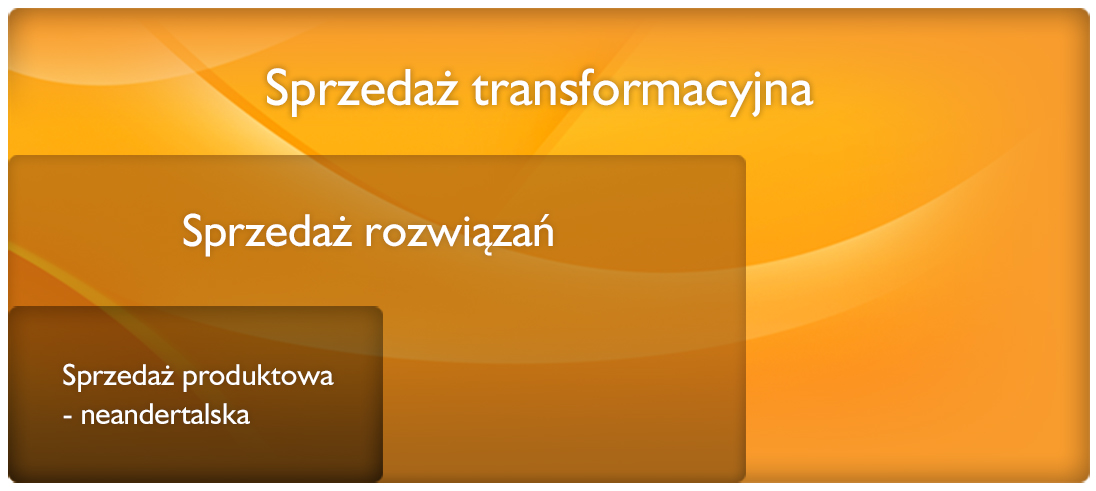 Sprzedaż transformacyjna
Sprzedaż rozwiązań
Sprzedaż produktowa
- neandertalska